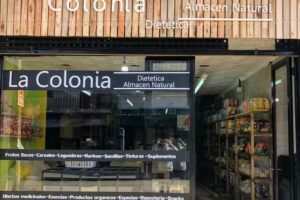 Colonia
Almacen Natural
Dietetica
La Colonia
Dietetica
Almacen Natural
Frutos Secos-Cereales-Legumbres-Harinas-Semillas-Tinturas-Suplementos
Hierbas medicinales-Esencias-Productos organicos-Especias-Reposteria-Snacks